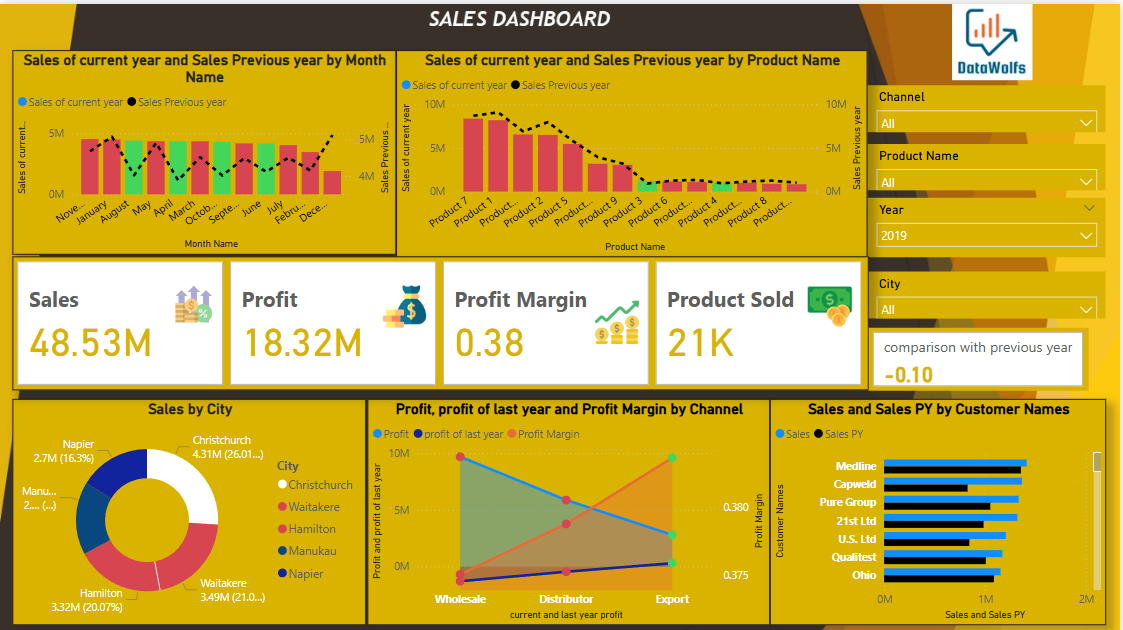 SALES DASHBOARD
DataWolfs
Sales of current year and Sales Previous year by Month
Name
Sales of current year Sales Previous year
Sales of current...
5M
0M
5M
4M
Sales Previous ...
Nove...
January
August
May
April
March
Octob...
Septe...
June
July
Febru...
Dece...
Month Name
Sales of current year and Sales Previous year by Product Name
Sales of current year Sales Previous year
Sales of current year
10M
5M
0M
10M
5M
0M
Sales Previous year
Product 7
Product 1
Product...
Product 2
Product 5
Product...
Product 9
Product 3
Product 6
Product...
Product 4
Product...
Product 8
Product...
Product Name
Channel
All
Product Name
All
Year
2019
City
All
Sales
48.53M
Profit
18.32M
Profit Margin
0.38
Product Sold
21K
comparison with previous year
-0.10
Sales by City
Napier
2.7M (16.3%)
Christchurch
4.31M (26.01...)
Manu...
2.... (...)
Hamilton
3.32M (20.07%)
Waitakere
3.49M (21.0...)
City
Christchurch
Waitakere
Hamilton
Manukau
Napier
Profit, profit of last year and Profit Margin by Channel
Profit profit of last year Profit Margin
Profit and profit of last year
10M
5M
0M
0.380
0.375
Profit Margin
Wholesale Distributor Export
current and last year profit
Sales and Sales PY by Customer Names
Sales Sales PY
Customer Names
Medline
Capweld
Pure Group
21st Ltd
U.S. Ltd
Qualitest
Ohio
0M 1M 2M
Sales and Sales PY